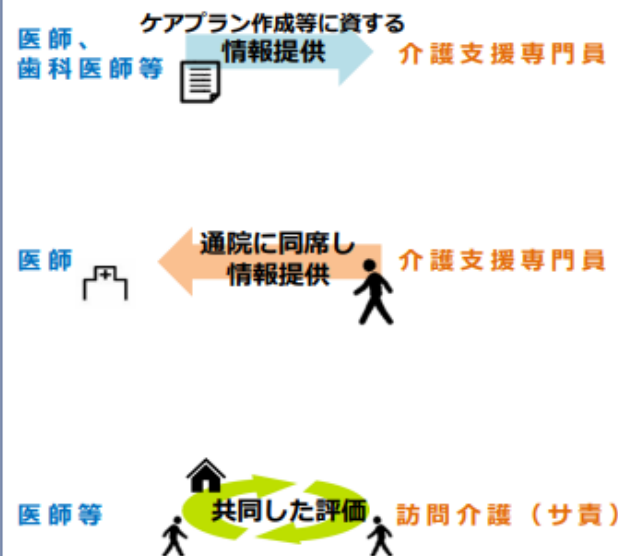 ケアプラン作成等に資する
医師、
歯科医師等
情報提供
介護支援専門員
通院に同席し
医師
情報提供
介護支援専門員
医師等
共同した評価
訪問介護（サ責）